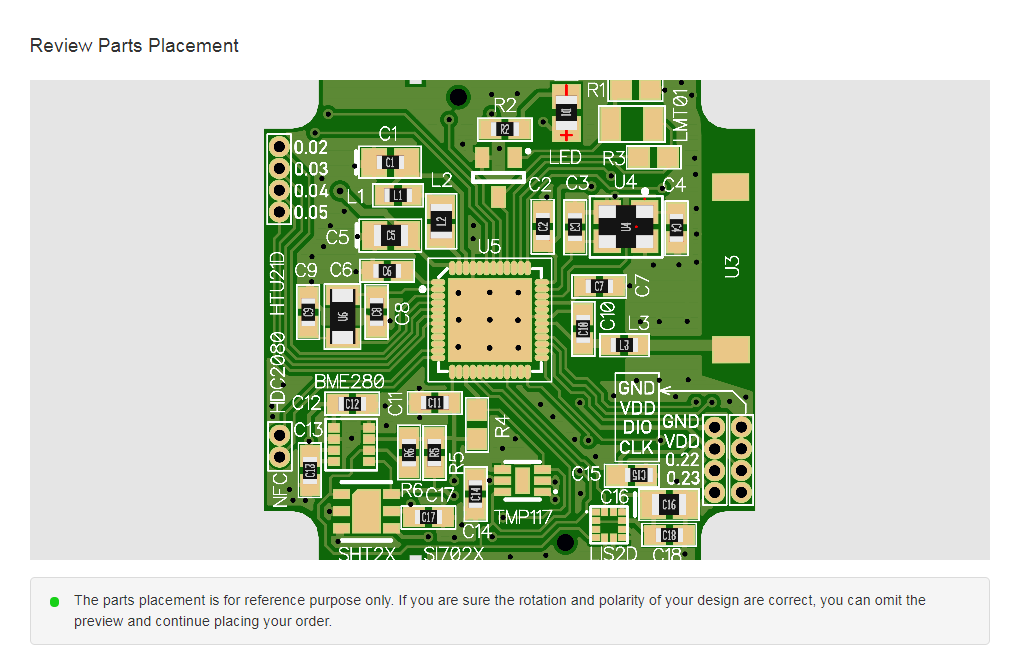 Review Parts Placement
R1
LMT01
R2
R2
LED
R3
0.02
0.03
0.04
0.05
C1
C1
L1
L1
L2
L2
C2
C2
C3
C3
U4
U4
C4
C4
C5
C5
U5
U3
HTU21D
C9
C9
C6
C6
U6
C8
C8
C7
C7
C10
C10
L3
L3
HDC2080
BME280
C12
C12
C11
C11
R4
GND
VDD
DIO
CLK
GND
VDD
0.22
0.23
C13
C13
NFC
R6
R6
R5
R5
C17
C17
C14
C14
TMP117
C15
C15
C16
C16
C18
C18
LIS2D
SHT2X
SI702X
The parts placement is for reference purpose only. If you are sure the rotation and polarity of your design are correct, you can omit the
preview and continue placing your order.